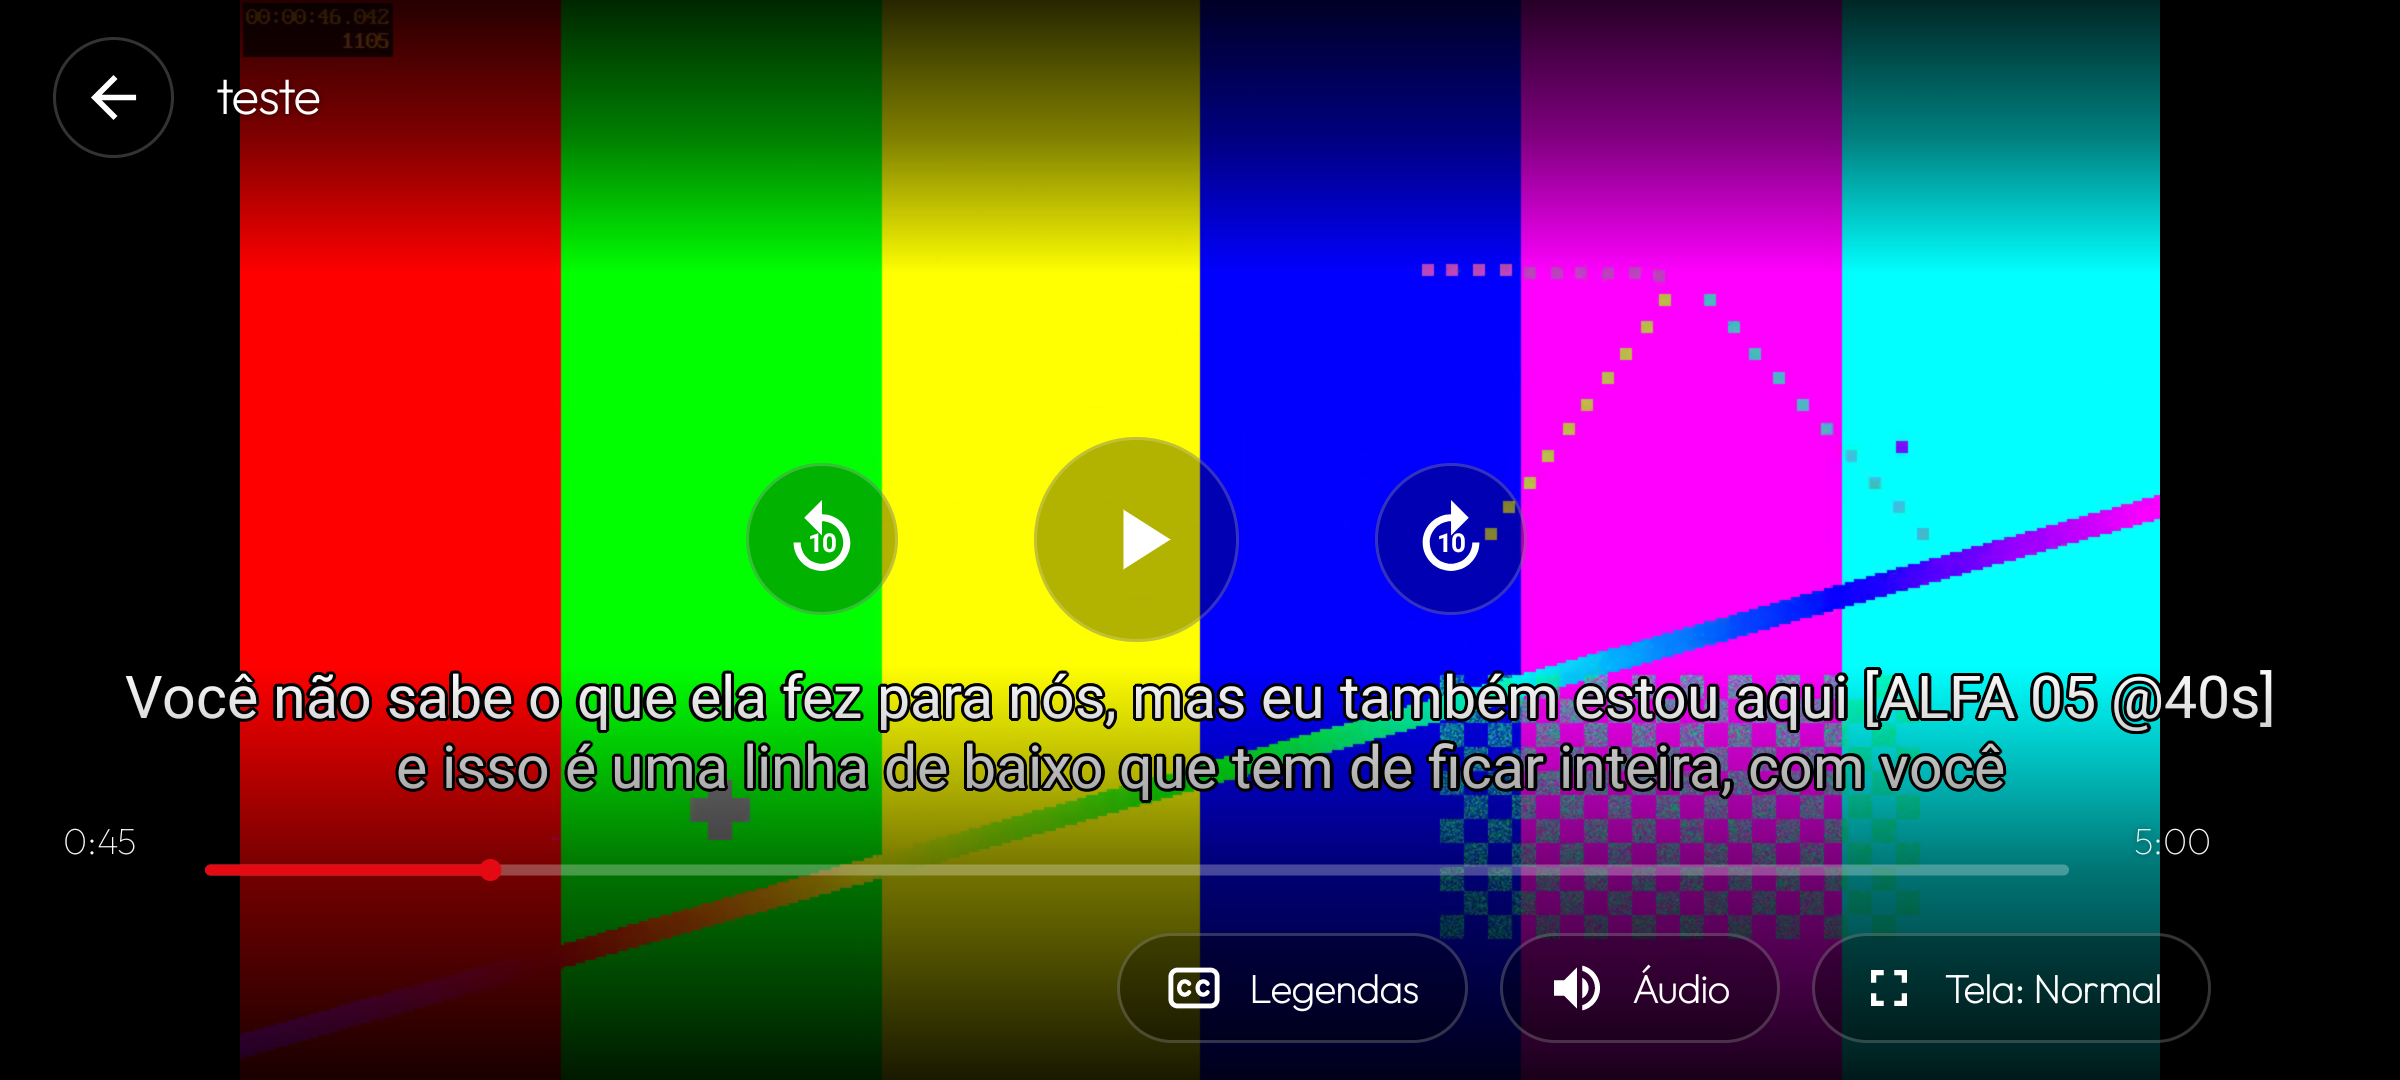 00:00:46.042
1105
teste
10
10
Você não sabe o que ela fez para nós, mas eu também estou aqui [ALFA 05 @40s]
e isso é uma linha de baixo que tem de ficar inteira, com você
0:45
5:00
CC Legendas
Áudio
Tela: Normal